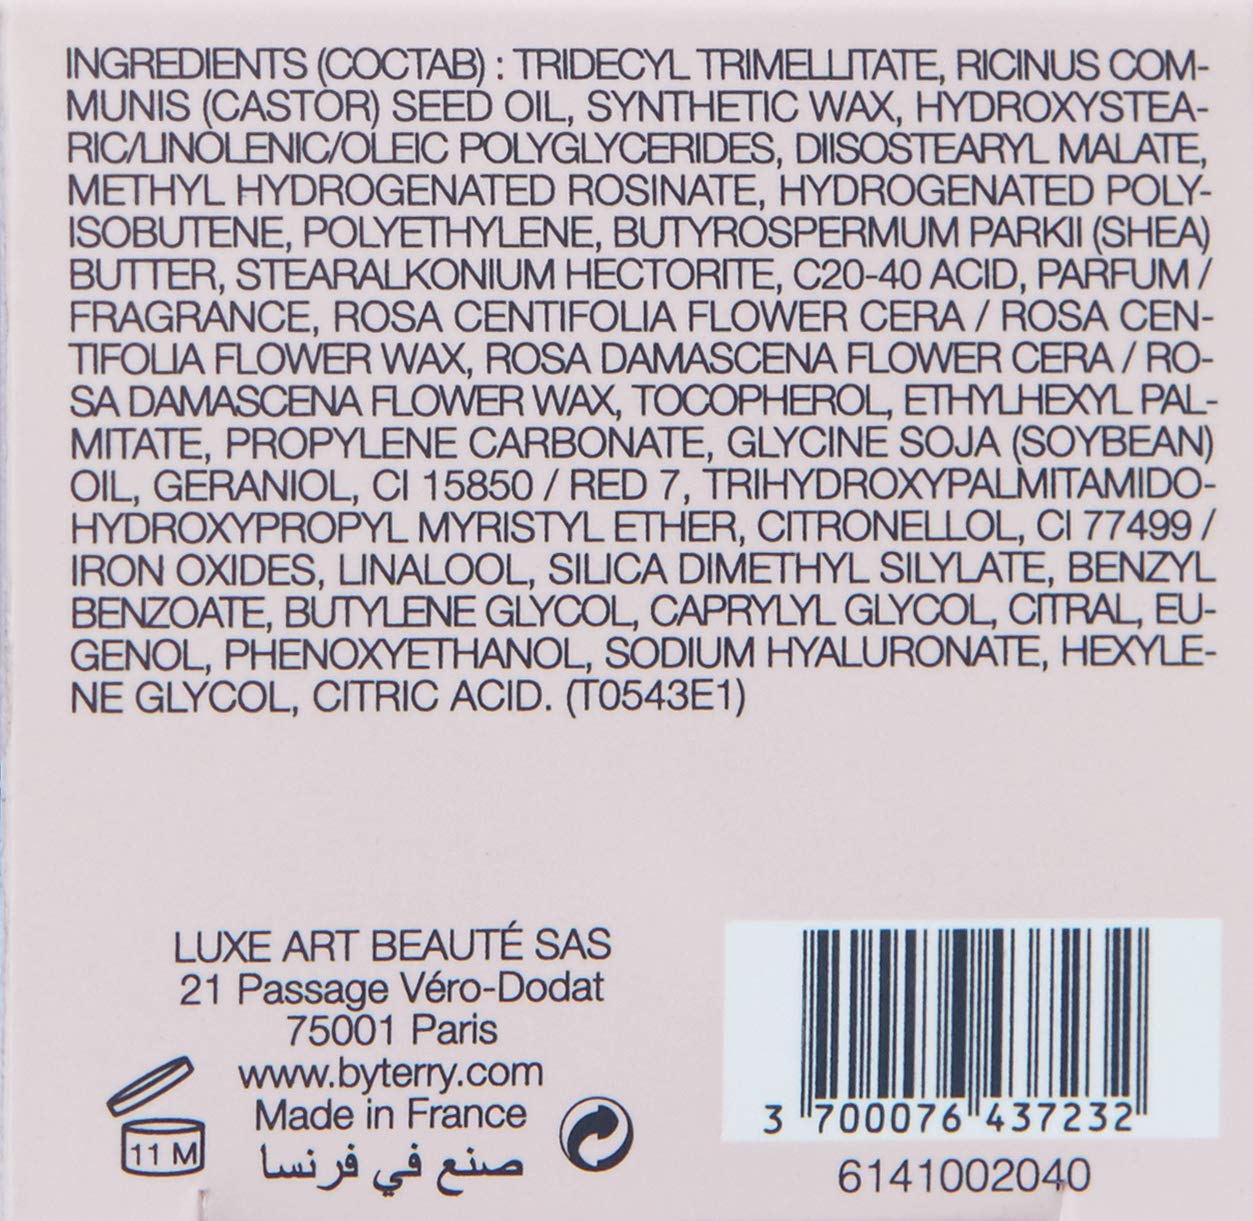 INGREDIENTS (COCTAB) : TRIDECYL TRIMELLITATE, RICINUS COM-
MUNIS (CASTOR) SEED OIL, SYNTHETIC WAX, HYDROXYSTEA-
RIC/LINOLENIC/OLEIC POLYGLYCERIDES, DIISOSTEARYL MALATE,
METHYL HYDROGENATED ROSINATE, HYDROGENATED POLY-
ISOBUTENE, POLYETHYLENE, BUTYROSPERMUM PARKII (SHEA)
BUTTER, STEARALKONIUM HECTORITE, C20-40 ACID, PARFUM /
FRAGRANCE, ROSA CENTIFOLIA FLOWER CERA / ROSA CEN-
TIFOLIA FLOWER WAX, ROSA DAMASCENA FLOWER CERA / RO-
SA DAMASCENA FLOWER WAX, TOCOPHEROL, ETHYLHEXYL PAL-
MITATE, PROPYLENE CARBONATE, GLYCINE SOJA (SOYBEAN)
OIL, GERANIOL, CI 15850 / RED 7, TRIHYDROXYPALMITAMIDO-
HYDROXYPROPYL MYRISTYL ETHER, CITRONELLOL, CI 77499 /
IRON OXIDES, LINALOOL, SILICA DIMETHYL SILYLATE, BENZYL
BENZOATE, BUTYLENE GLYCOL, CAPRYLYL GLYCOL, CITRAL, EU-
GENOL, PHENOXYETHANOL, SODIUM HYALURONATE, HEXYLE-
NE GLYCOL, CITRIC ACID. (T0543E1)
LUXE ART BEAUTÉ SAS
21 Passage Véro-Dodat
75001 Paris
www.byterry.com
Made in France
صنع في فرنسا
11 M
3 700076 437232
6141002040